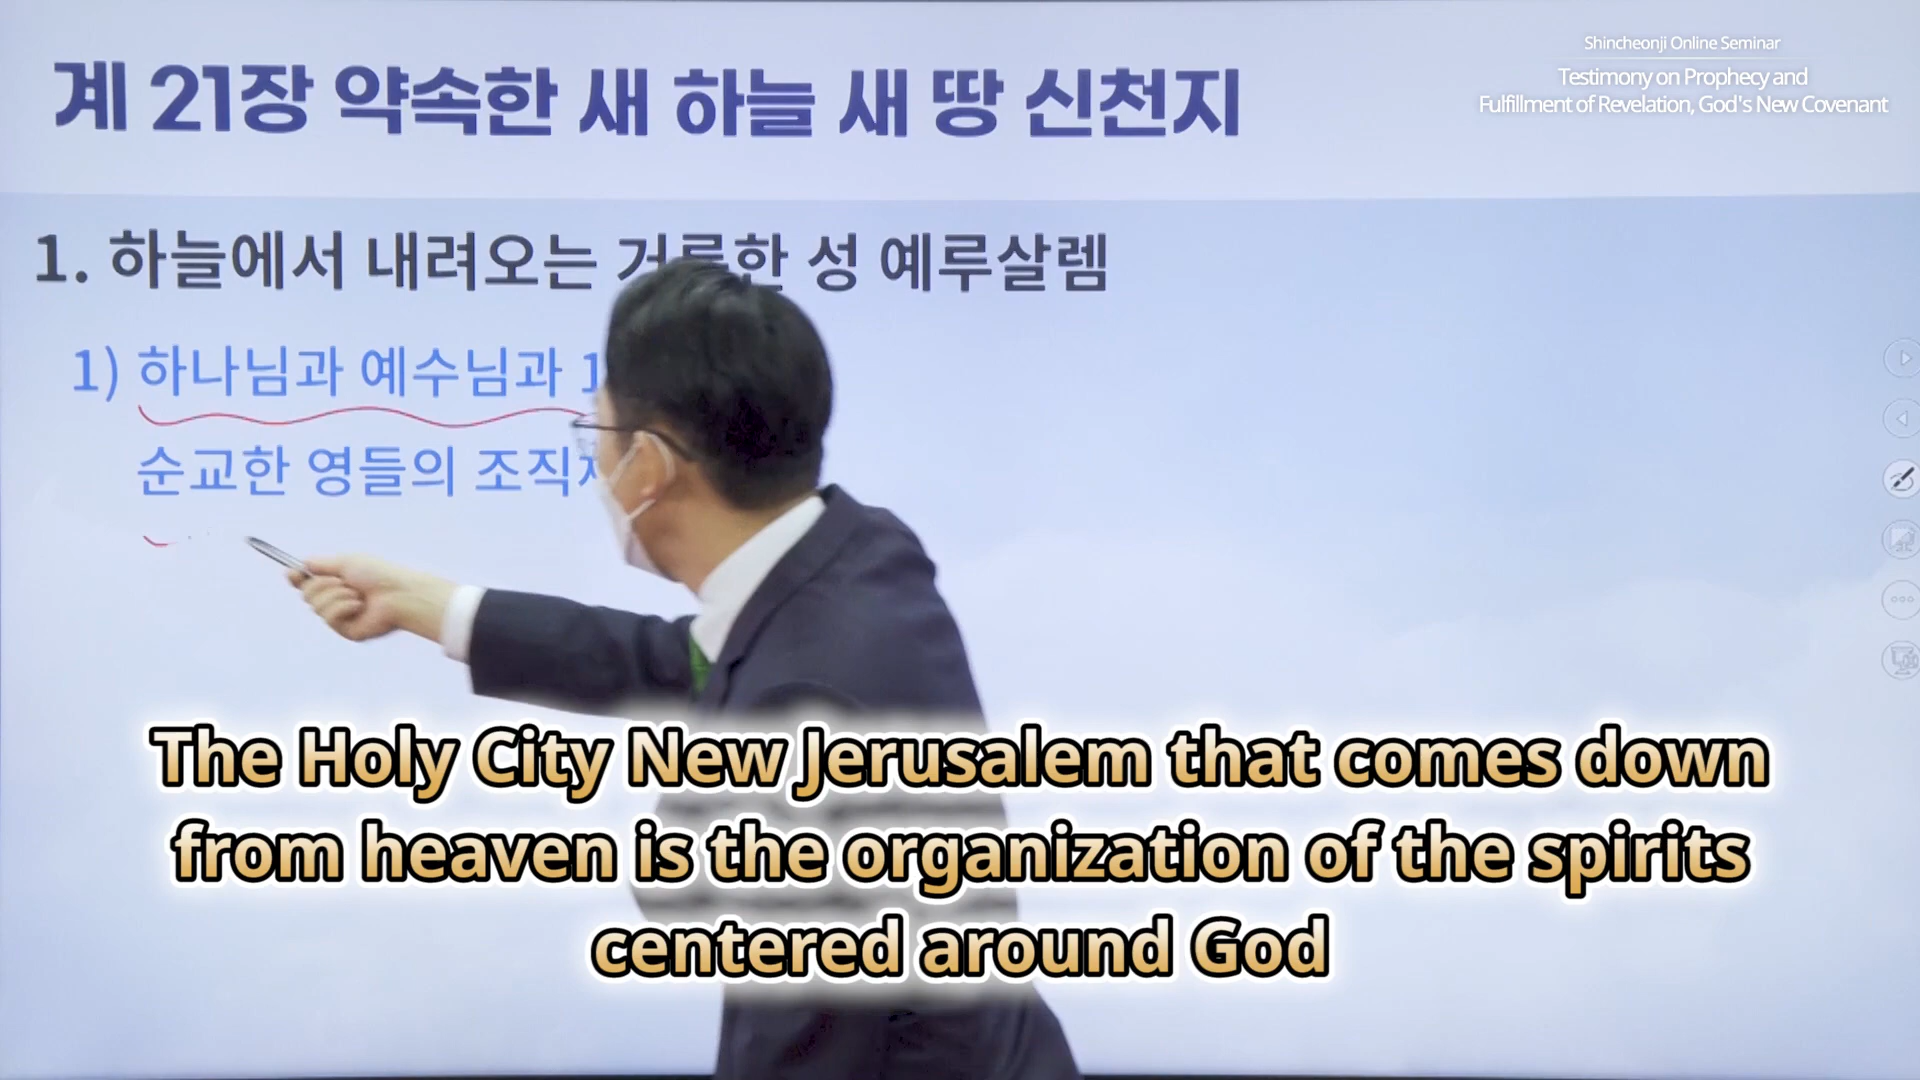 Shincheonji Online Seminar
Testimony on Prophecy and
Fulfillment of Revelation, God's New Covenant
계 21장 약속한 새 하늘 새 땅 신천지
1. 하늘에서 내려오는 거룩한 성 예루살렘
1) 하나님과 예수님과 1
순교한 영들의 조직
The Holy City New Jerusalem that comes down
from heaven is the organization of the spirits
centered around God